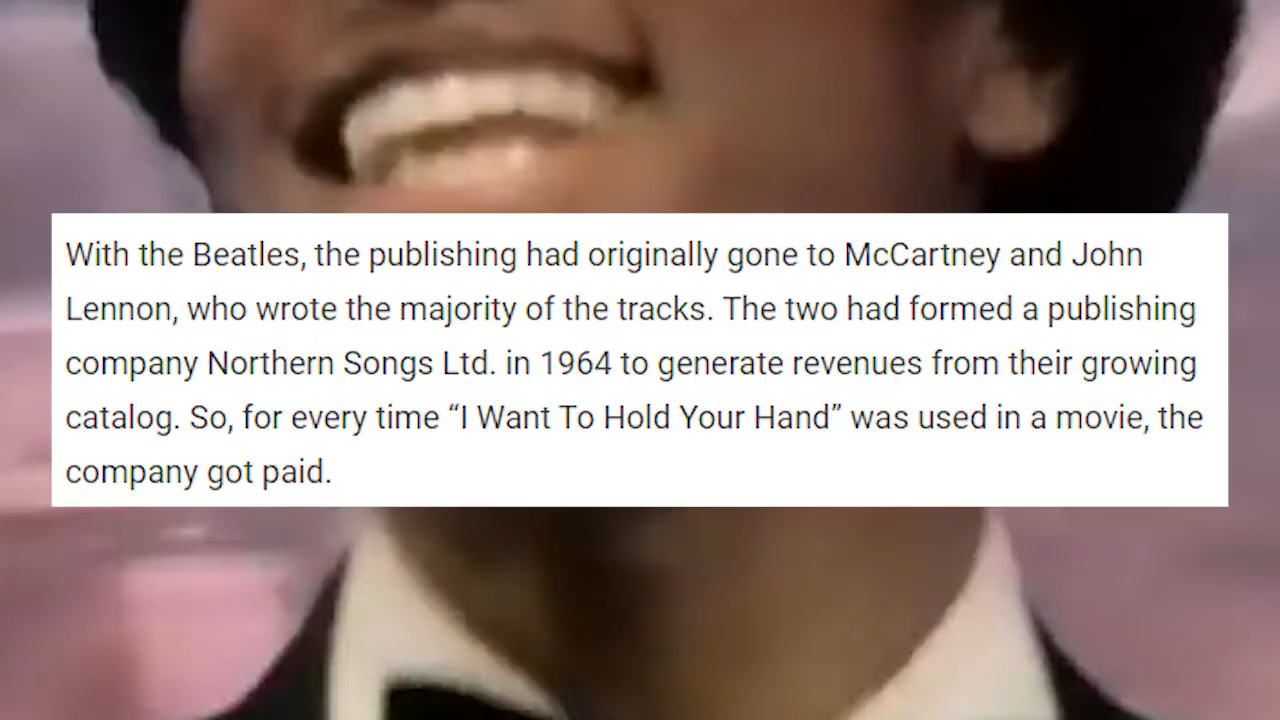 With the Beatles, the publishing had originally gone to McCartney and John
Lennon, who wrote the majority of the tracks. The two had formed a publishing
company Northern Songs Ltd. in 1964 to generate revenues from their growing
catalog. So, for every time “I Want To Hold Your Hand” was used in a movie, the
company got paid.